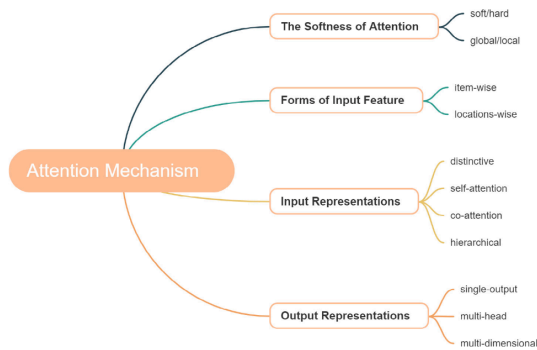 Attention Mechanism
The Softness of Attention
soft/hard
global/local
Forms of Input Feature
item-wise
locations-wise
Input Representations
distinctive
self-attention
co-attention
hierarchical
Output Representations
single-output
multi-head
multi-dimensional